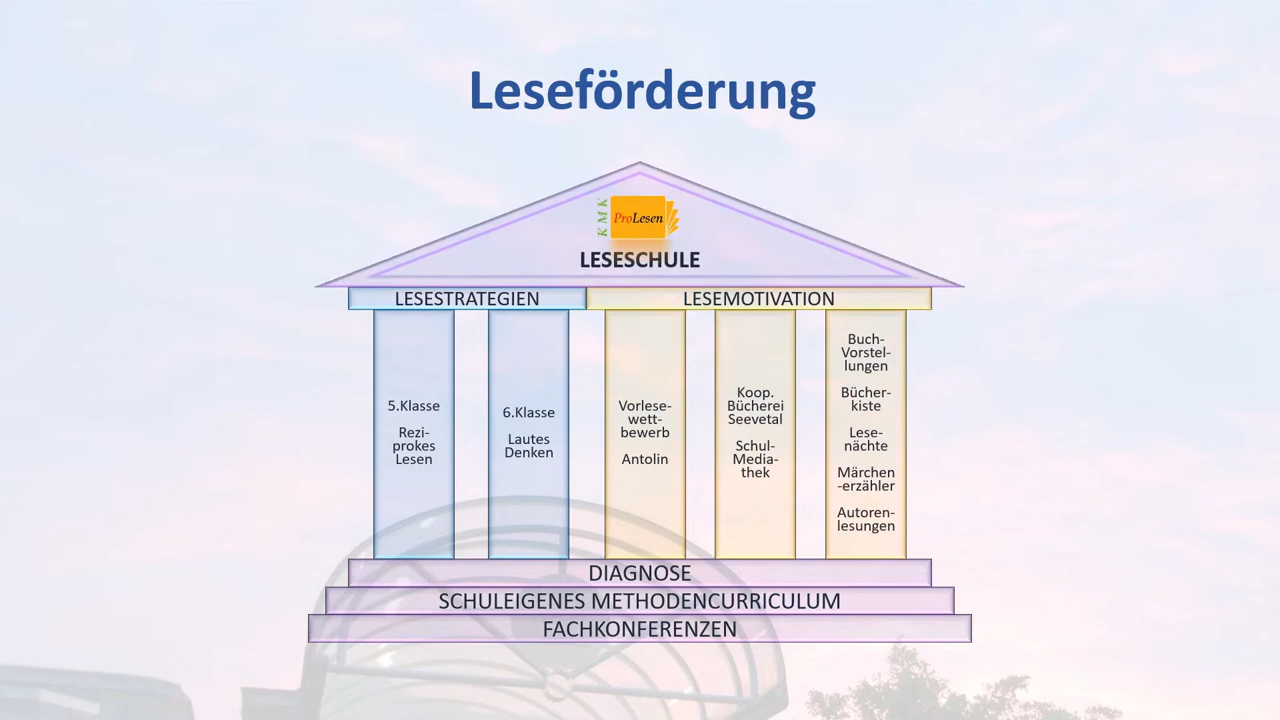 Leseförderung
KMK
ProLesen
LESESCHULE
LESESTRATEGIEN
LESEMOTIVATION
5.Klasse
Rezi-
prokes
Lesen
6.Klasse
Lautes
Denken
Vorlese-
wett-
bewerb
Antolin
Koop.
Bücherei
Seevetal
Schul-
Media-
thek
Buch-
Vorstel-
lungen
Bücher-
kiste
Lese-
nächte
Märchen
-erzähler
Autoren-
lesungen
DIAGNOSE
SCHULEIGENES METHODENCURRICULUM
FACHKONFERENZEN